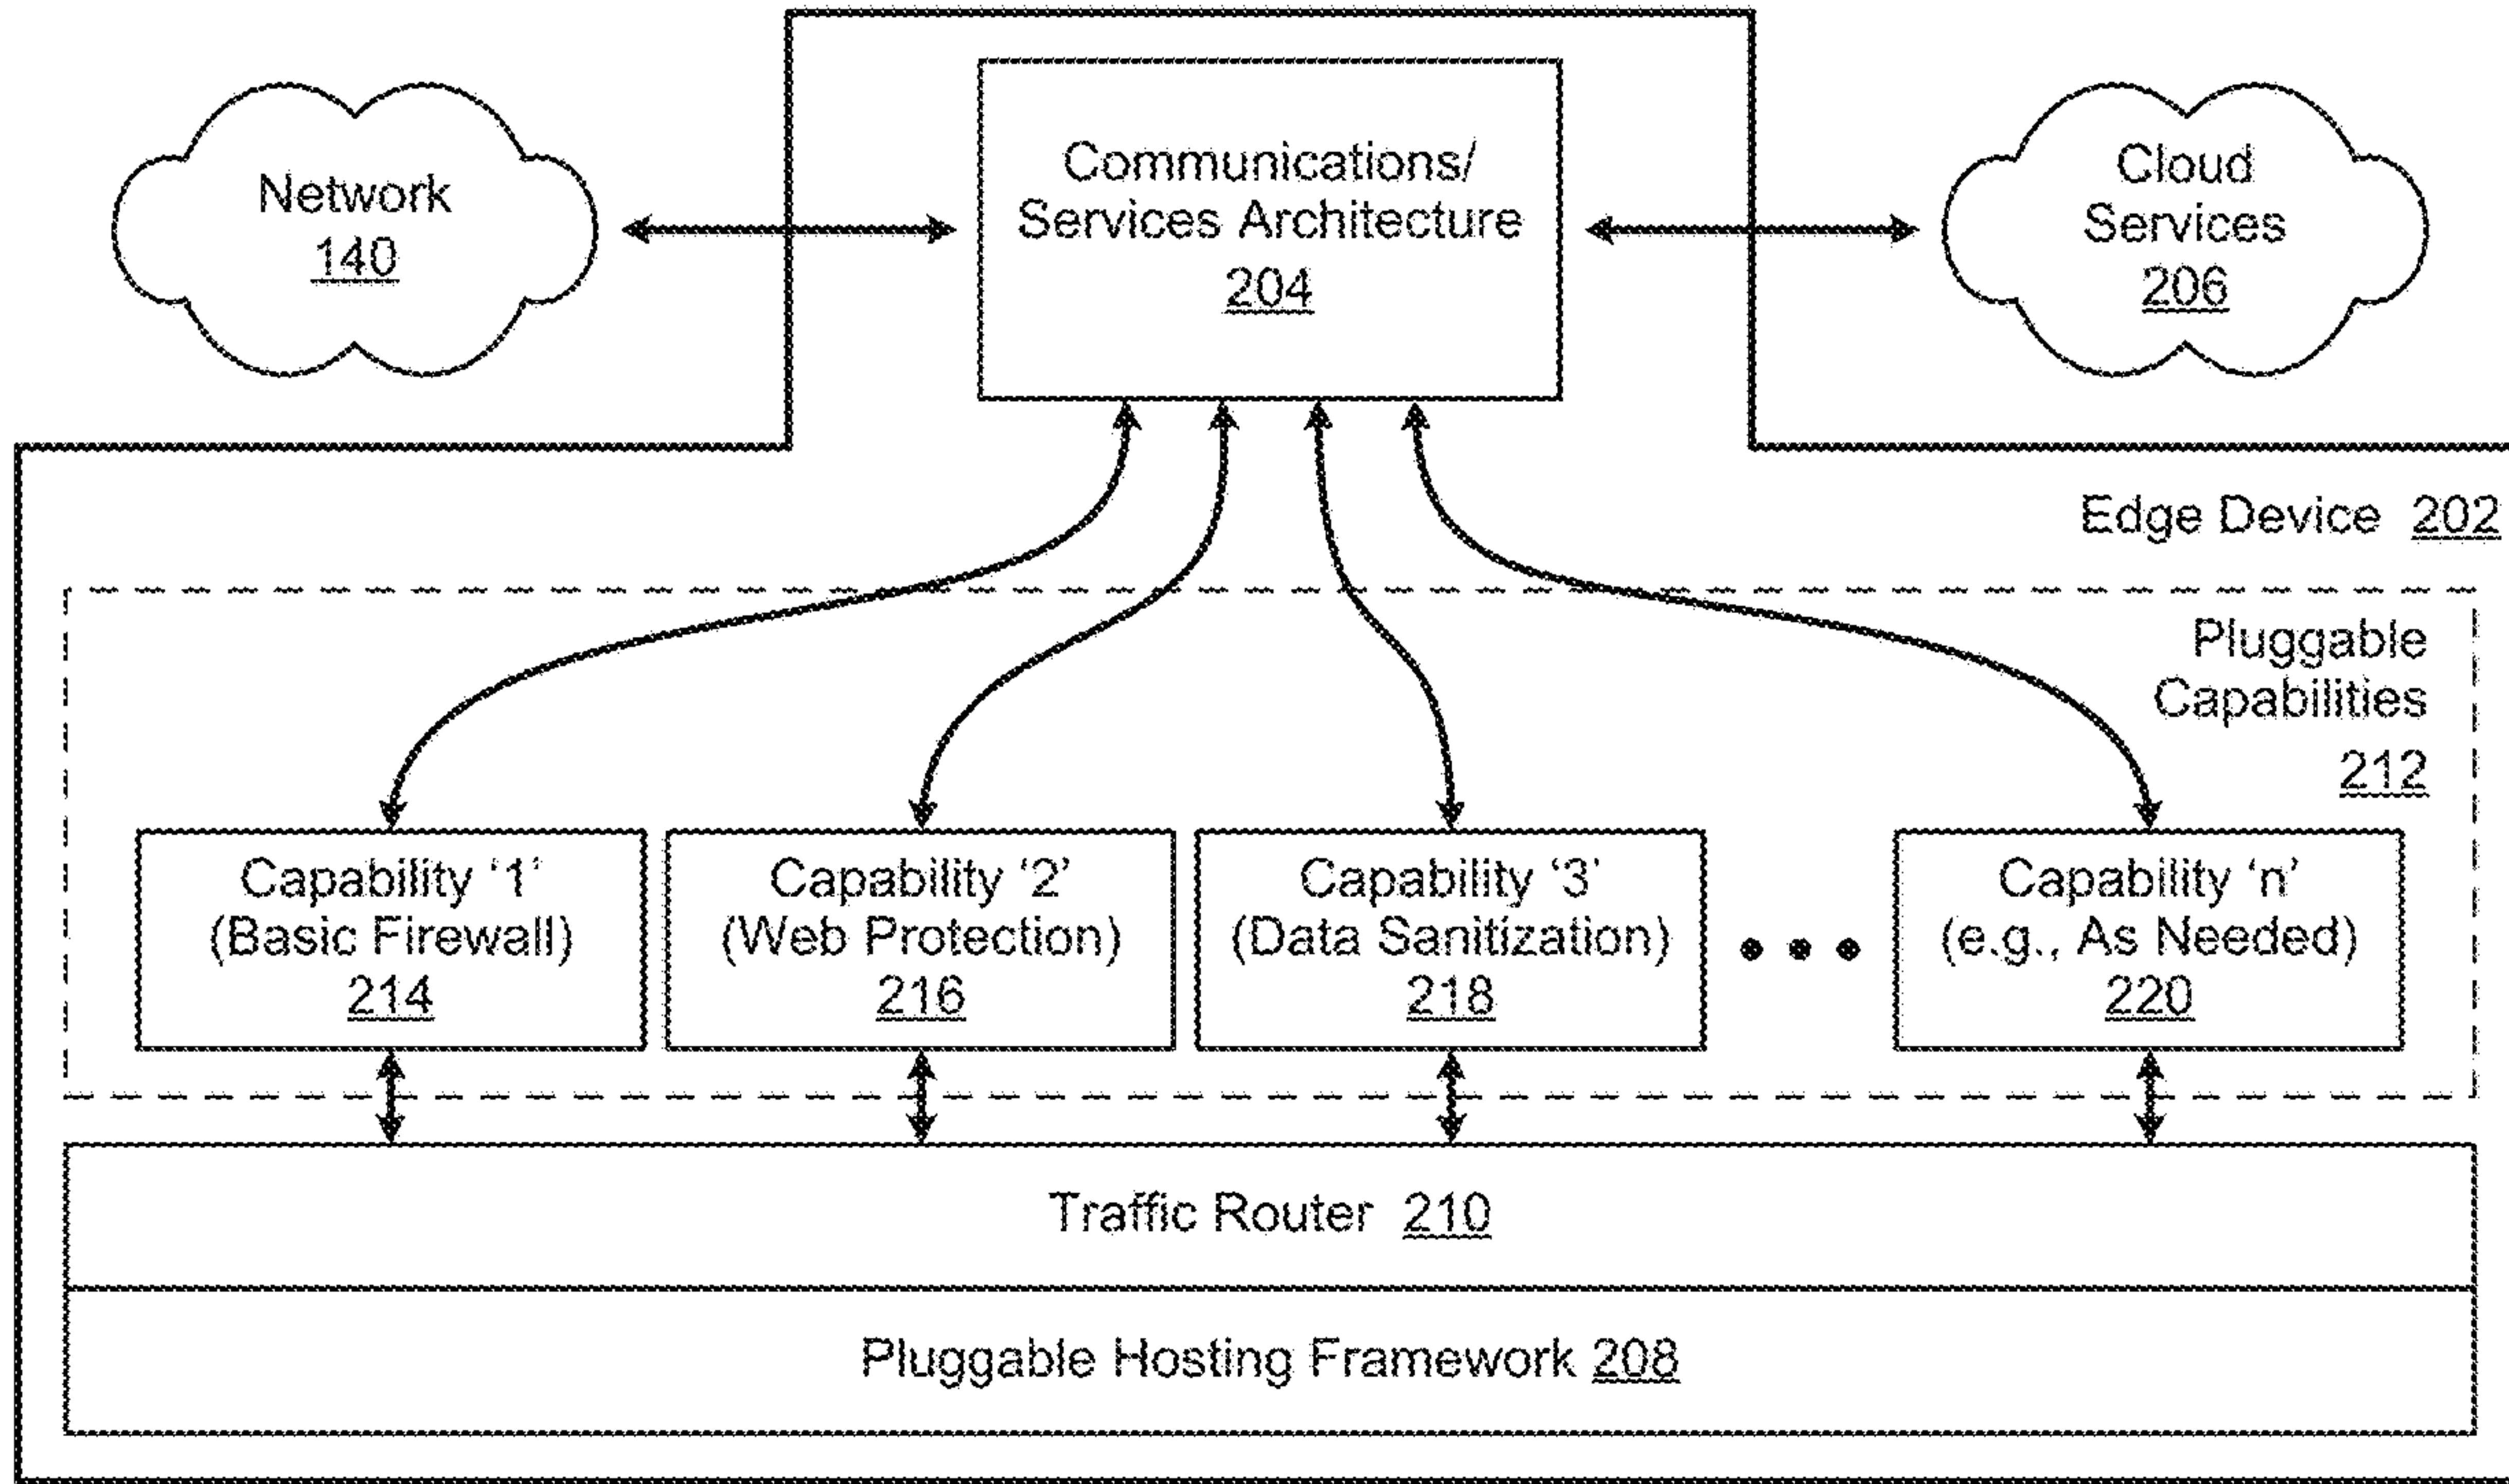 Network
140
Communications/
Services Architecture
204
Cloud
Services
206
Edge Device 202
Pluggable
Capabilities
212
Capability ‘1’
(Basic Firewall)
214
Capability ‘2’
(Web Protection)
216
Capability ‘3’
(Data Sanitization)
218
Capability ‘n’
(e.g., As Needed)
220
Traffic Router 210
Pluggable Hosting Framework 208